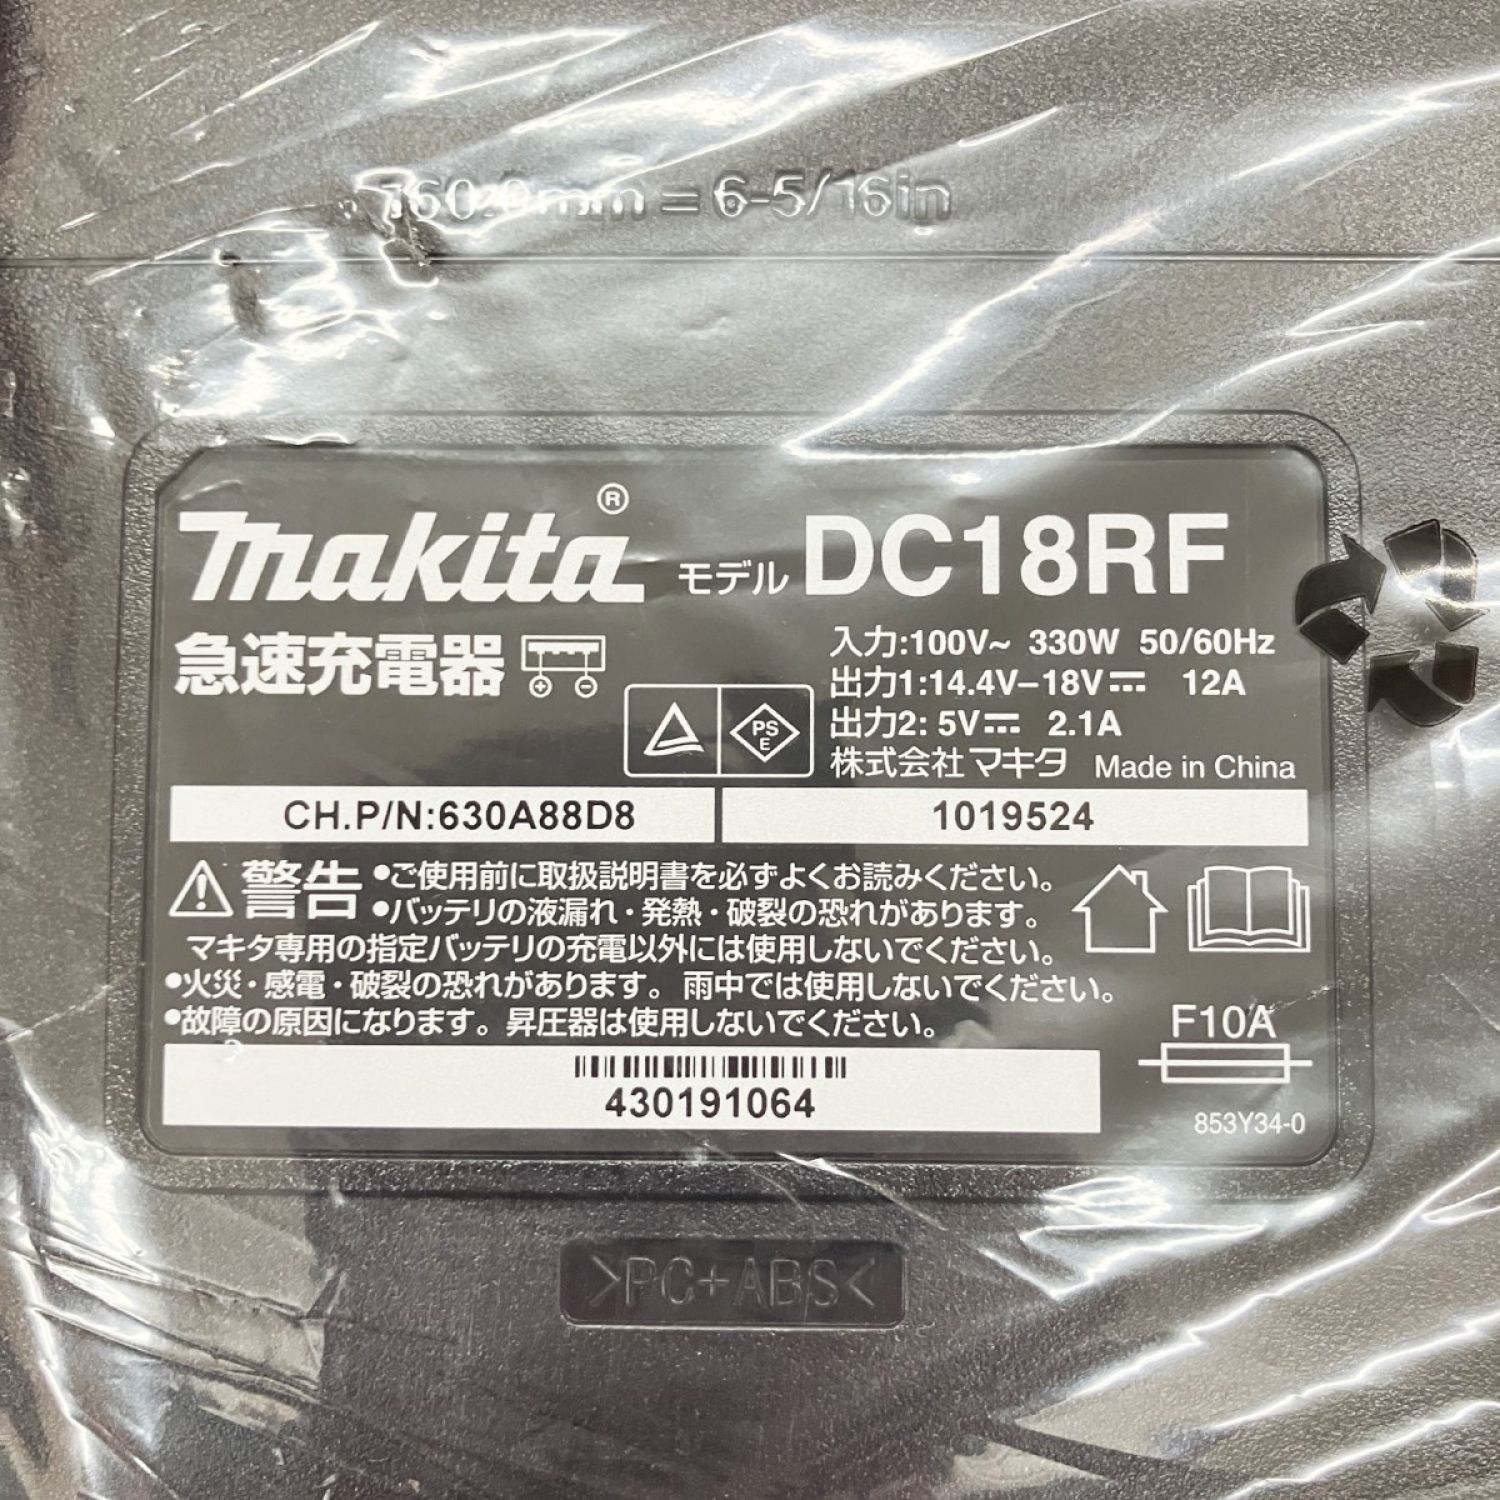 160.0mm = 6-5/16in
makita® モデル DC18RF
急速充電器
入力:100V~ 330W 50/60Hz
出力1:14.4V–18V⎓ 12A
出力2: 5V⎓ 2.1A
PS
E
株式会社マキタ Made in China
CH.P/N:630A88D8
1019524
⚠警告 •ご使用前に取扱説明書を必ずよくお読みください。
•バッテリの液漏れ・発熱・破裂の恐れがあります。
マキタ専用の指定バッテリの充電以外には使用しないでください。
•火災・感電・破裂の恐れがあります。雨中では使用しないでください。
•故障の原因になります。昇圧器は使用しないでください。
F10A
430191064
853Y34-0
>PC+ABS<